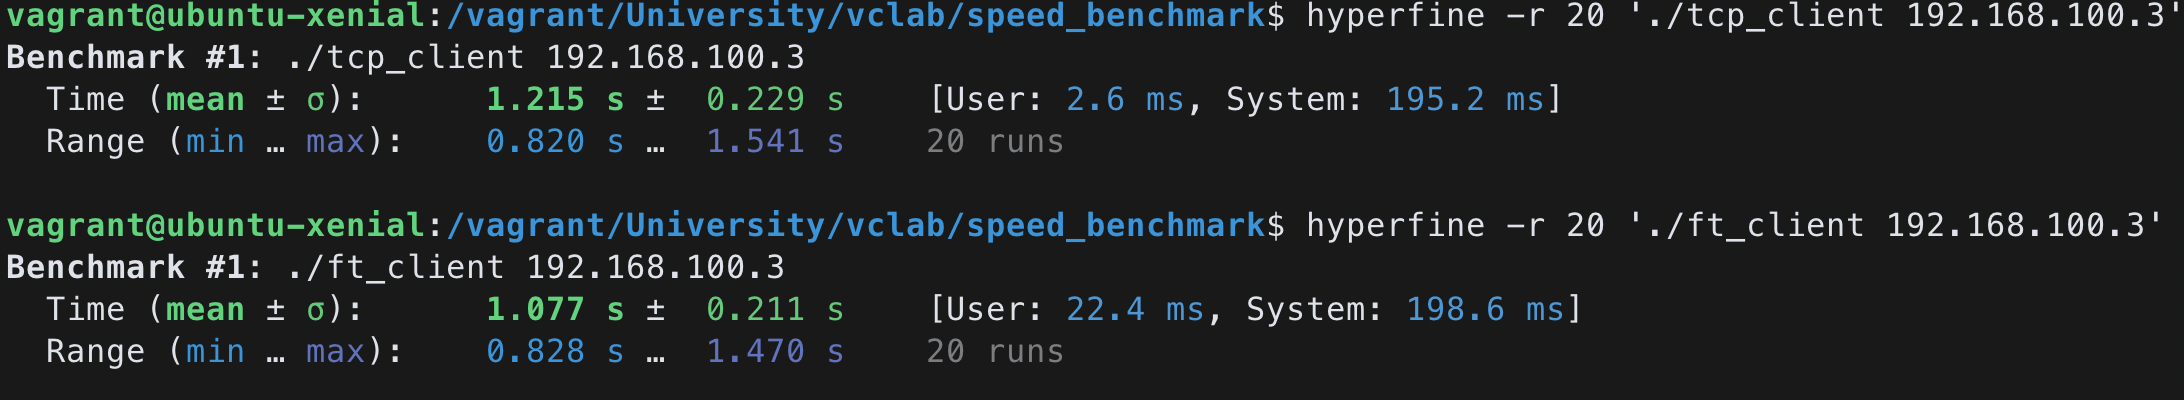 vagrant@ubuntu-xenial:/vagrant/University/vclab/speed_benchmark$ hyperfine -r 20 './tcp_client 192.168.100.3'
Benchmark #1: ./tcp_client 192.168.100.3
  Time (mean ± σ):      1.215 s ±  0.229 s    [User: 2.6 ms, System: 195.2 ms]
  Range (min … max):    0.820 s …  1.541 s    20 runs

vagrant@ubuntu-xenial:/vagrant/University/vclab/speed_benchmark$ hyperfine -r 20 './ft_client 192.168.100.3'
Benchmark #1: ./ft_client 192.168.100.3
  Time (mean ± σ):      1.077 s ±  0.211 s    [User: 22.4 ms, System: 198.6 ms]
  Range (min … max):    0.828 s …  1.470 s    20 runs